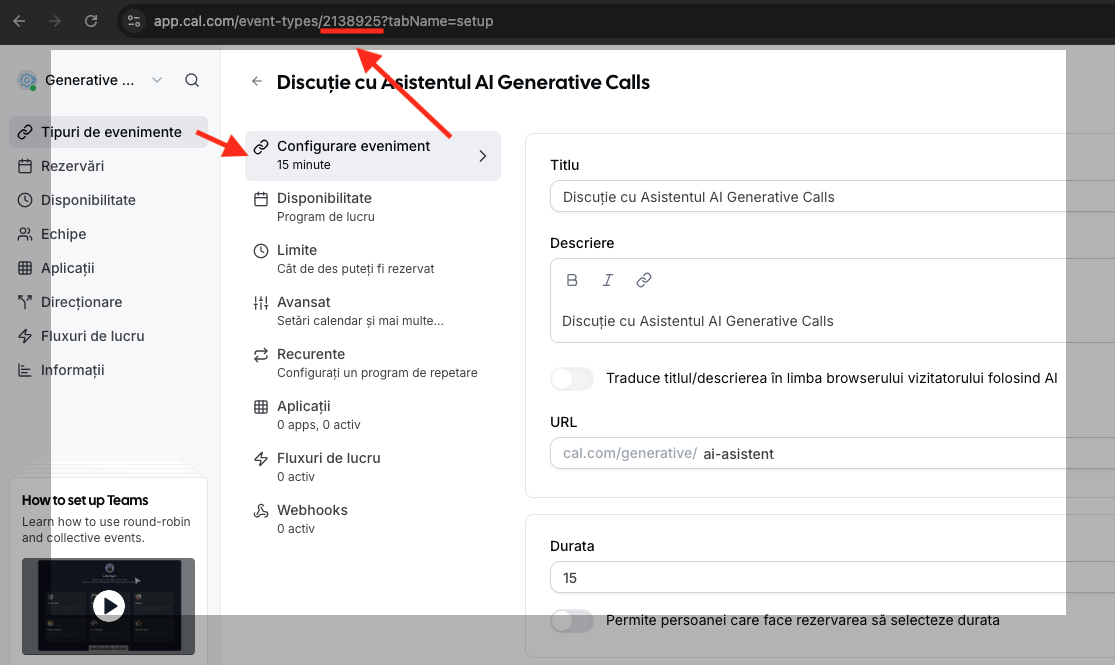 app.cal.com/event-types/2138925?tabName=setup
Generative ...
Tipuri de evenimente
Rezervări
Disponibilitate
Echipe
Aplicații
Direcționare
Fluxuri de lucru
Informații
How to set up Teams
Learn how to use round-robin
and collective events.
Discuție cu Asistentul AI Generative Calls
Configurare eveniment
15 minute
Disponibilitate
Program de lucru
Limite
Cât de des puteți fi rezervat
Avansat
Setări calendar și mai multe...
Recurente
Configurați un program de repetare
Aplicații
0 apps, 0 activ
Fluxuri de lucru
0 activ
Webhooks
0 activ
Titlu
Discuție cu Asistentul AI Generative Calls
Descriere
B I
Discuție cu Asistentul AI Generative Calls
Traduce titlul/descrierea în limba browserului vizitatorului folosind AI
URL
cal.com/generative/ ai-asistent
Durata
15
Permite persoanei care face rezervarea să selecteze durata